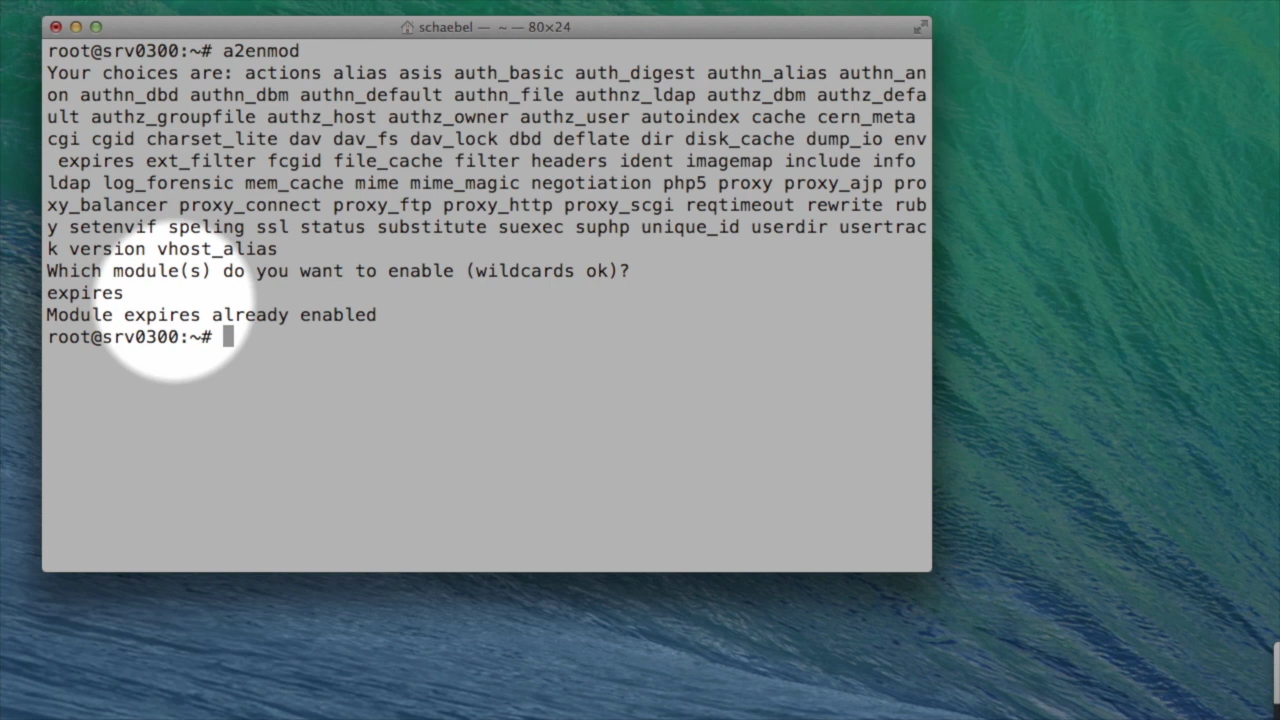 schaebel — ~ — 80×24
root@srv0300:~# a2enmod
Your choices are: actions alias asis auth_basic auth_digest authn_alias authn_an
on authn_dbd authn_dbm authn_default authn_file authnz_ldap authz_dbm authz_defa
ult authz_groupfile authz_host authz_owner authz_user autoindex cache cern_meta
cgi cgid charset_lite dav dav_fs dav_lock dbd deflate dir disk_cache dump_io env
 expires ext_filter fcgid file_cache filter headers ident imagemap include info
ldap log_forensic mem_cache mime mime_magic negotiation php5 proxy proxy_ajp pro
xy_balancer proxy_connect proxy_ftp proxy_http proxy_scgi reqtimeout rewrite rub
y setenvif speling ssl status substitute suexec suphp unique_id userdir usertrac
k version vhost_alias
Which module(s) do you want to enable (wildcards ok)?
expires
Module expires already enabled
root@srv0300:~#